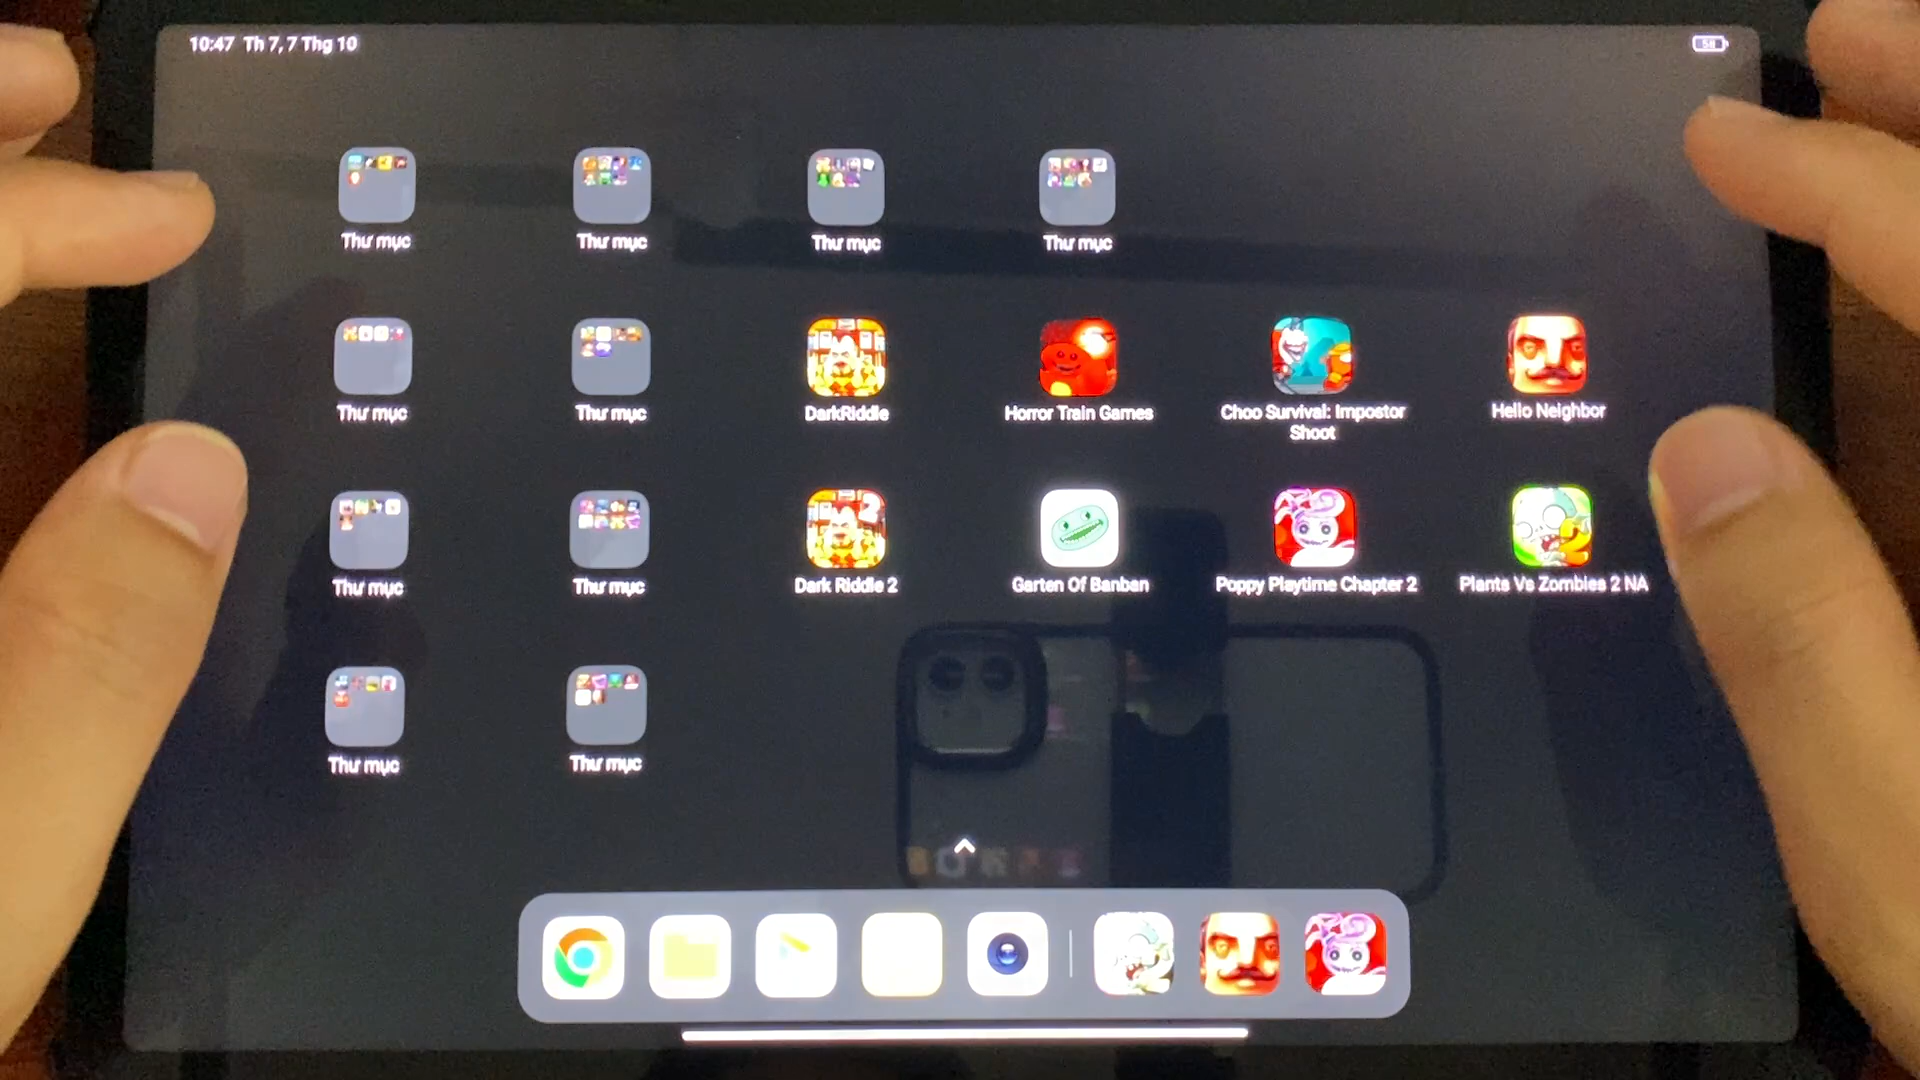 10:47 Th 7, 7 Thg 10
58
Thư mục
Thư mục
Thư mục
Thư mục
Thư mục
Thư mục
DarkRiddle
Horror Train Games
Choo Survival: Impostor
Shoot
Hello Neighbor
Thư mục
Thư mục
2
Dark Riddle 2
Garten Of Banban
Poppy Playtime Chapter 2
Plants Vs Zombies 2 NA
Thư mục
Thư mục